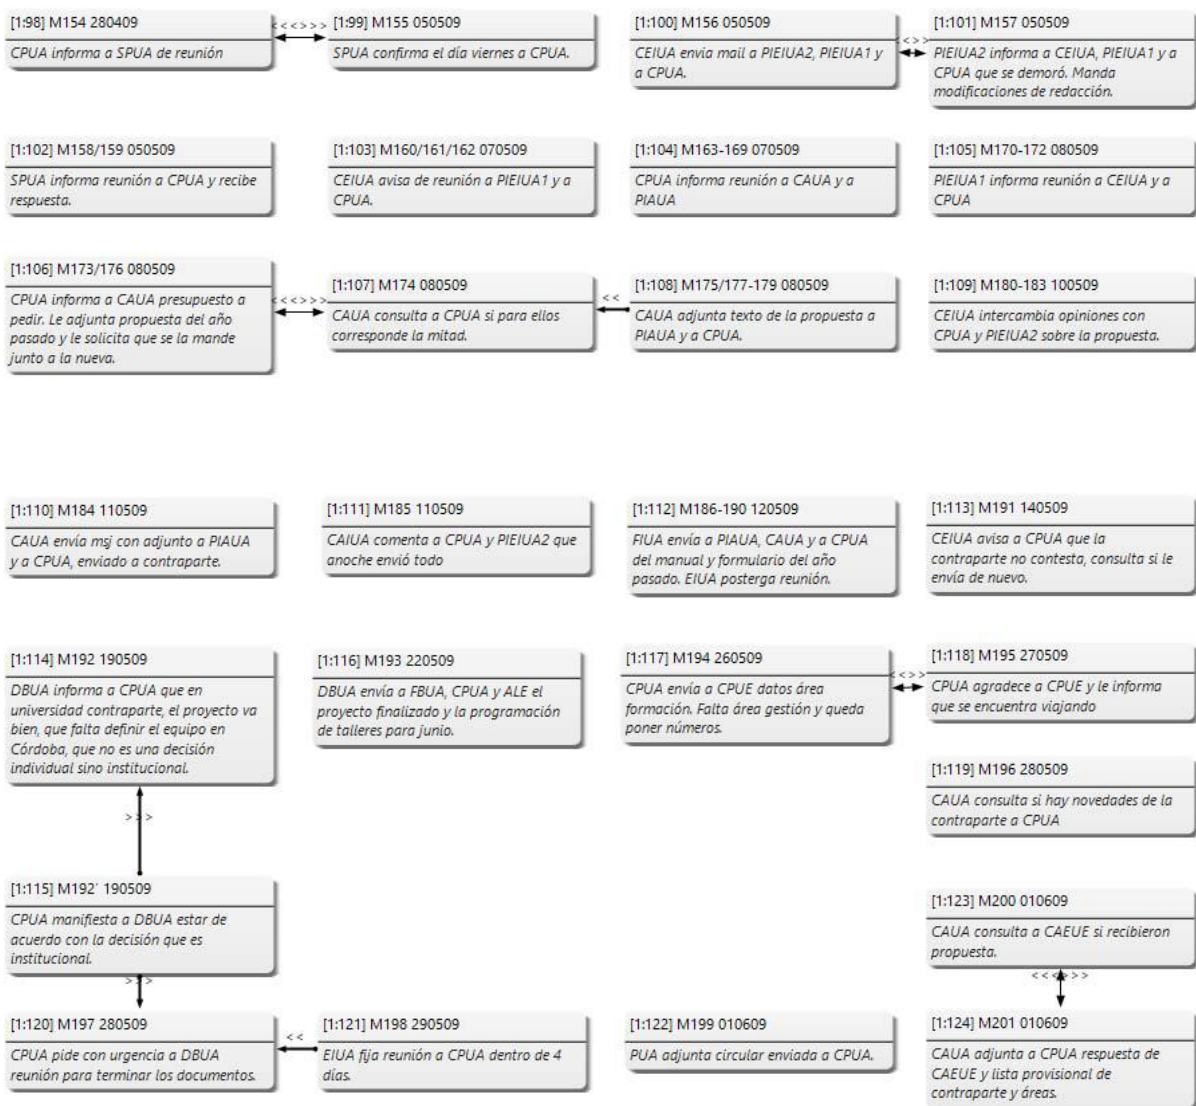 [1:98] M154 280409
CPUA informa a SPUA de reunión
<<<>>>
[1:99] M155 050509
SPUA confirma el día viernes a CPUA.
[1:100] M156 050509
CEIUA envia mail a PIEIUA2, PIEIUA1 y
a CPUA.
<<>>
[1:101] M157 050509
PIEIUA2 informa a CEIUA, PIEIUA1 y a
CPUA que se demoró. Manda
modificaciones de redacción.
[1:102] M158/159 050509
SPUA informa reunión a CPUA y recibe
respuesta.
[1:103] M160/161/162 070509
CEIUA avisa de reunión a PIEIUA1 y a
CPUA.
[1:104] M163-169 070509
CPUA informa reunión a CAUA y a
PIAUA
[1:105] M170-172 080509
PIEIUA1 informa reunión a CEIUA y a
CPUA
[1:106] M173/176 080509
CPUA informa a CAUA presupuesto a
pedir. Le adjunta propuesta del año
pasado y le solicita que se la mande
junto a la nueva.
<<<>>>
[1:107] M174 080509
CAUA consulta a CPUA si para ellos
corresponde la mitad.
<<
[1:108] M175/177-179 080509
CAUA adjunta texto de la propuesta a
PIAUA y a CPUA.
[1:109] M180-183 100509
CEIUA intercambia opiniones con
CPUA y PIEIUA2 sobre la propuesta.
[1:110] M184 110509
CAUA envía msj con adjunto a PIAUA
y a CPUA, enviado a contraparte.
[1:111] M185 110509
CAIUA comenta a CPUA y PIEIUA2 que
anoche envió todo
[1:112] M186-190 120509
FIUA envía a PIAUA, CAUA y a CPUA
del manual y formulario del año
pasado. EIUA posterga reunión.
[1:113] M191 140509
CEIUA avisa a CPUA que la
contraparte no contesta, consulta si le
envía de nuevo.
[1:114] M192 190509
DBUA informa a CPUA que en
universidad contraparte, el proyecto va
bien, que falta definir el equipo en
Córdoba, que no es una decisión
individual sino institucional.
[1:116] M193 220509
DBUA envía a FBUA, CPUA y ALE el
proyecto finalizado y la programación
de talleres para junio.
[1:117] M194 260509
CPUA envía a CPUE datos área
formación. Falta área gestión y queda
poner números.
<<>>
[1:118] M195 270509
CPUA agradece a CPUE y le informa
que se encuentra viajando
[1:119] M196 280509
CAUA consulta si hay novedades de la
contraparte a CPUA
>>>
[1:115] M192´ 190509
CPUA manifiesta a DBUA estar de
acuerdo con la decisión que es
institucional.
>>>
[1:123] M200 010609
CAUA consulta a CAEUE si recibieron
propuesta.
<<<>>>
[1:120] M197 280509
CPUA pide con urgencia a DBUA
reunión para terminar los documentos.
<<
[1:121] M198 290509
EIUA fija reunión a CPUA dentro de 4
días.
[1:122] M199 010609
PUA adjunta circular enviada a CPUA.
[1:124] M201 010609
CAUA adjunta a CPUA respuesta de
CAEUE y lista provisional de
contraparte y áreas.